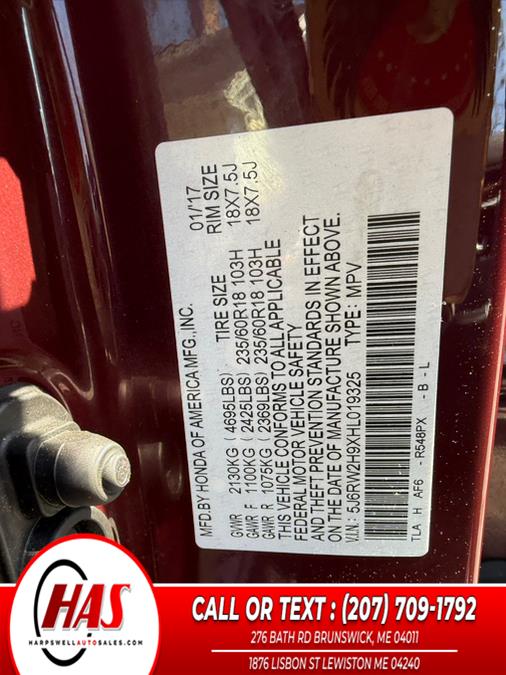 MFD.BY HONDA OF AMERICA MFG.,INC. 01/17
TIRE SIZE RIM SIZE
GVWR 2130KG ( 4695LBS)
GAWR F 1100KG ( 2425LBS) 235/60R18 103H 18X7.5J
GAWR R 1075KG ( 2369LBS) 235/60R18 103H 18X7.5J
THIS VEHICLE CONFORMS TO ALL APPLICABLE
FEDERAL MOTOR VEHICLE SAFETY
AND THEFT PREVENTION STANDARDS IN EFFECT
ON THE DATE OF MANUFACTURE SHOWN ABOVE.
V.I.N.: 5J6RW2H9XHL019325 TYPE: MPV
TLA H AF6 - R548PX - B - L
HAS
HARPSWELLAUTOSALES.COM
CALL OR TEXT : (207) 709-1792
276 BATH RD BRUNSWICK, ME 04011
1876 LISBON ST LEWISTON ME 04240